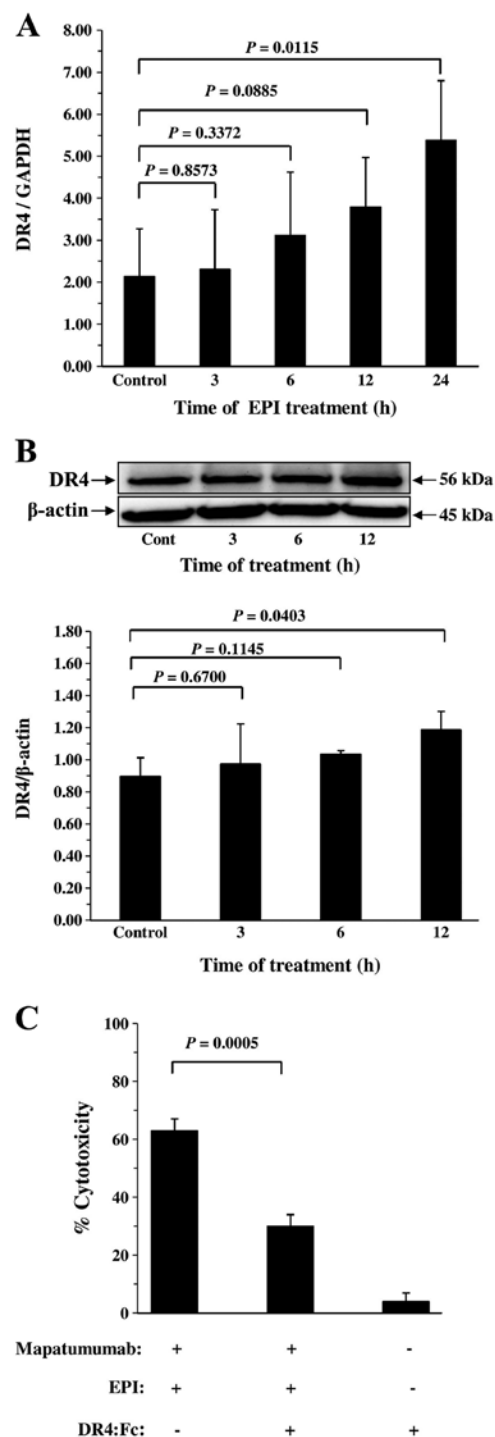 A
8.00
7.00
6.00
5.00
4.00
3.00
2.00
1.00
0.00
DR4 / GAPDH
P = 0.0115
P = 0.0885
P = 0.3372
P = 0.8573
Control 3 6 12 24
Time of EPI treatment (h)
B
DR4 56 kDa
β-actin 45 kDa
Cont 3 6 12
Time of treatment (h)
1.80
1.60
1.40
1.20
1.00
0.80
0.60
0.40
0.20
0.00
DR4/β-actin
P = 0.0403
P = 0.1145
P = 0.6700
Control 3 6 12
Time of treatment (h)
C
100
80
60
40
20
0
% Cytotoxicity
P = 0.0005
Mapatumumab: + + -
EPI: + + -
DR4:Fc: - + +